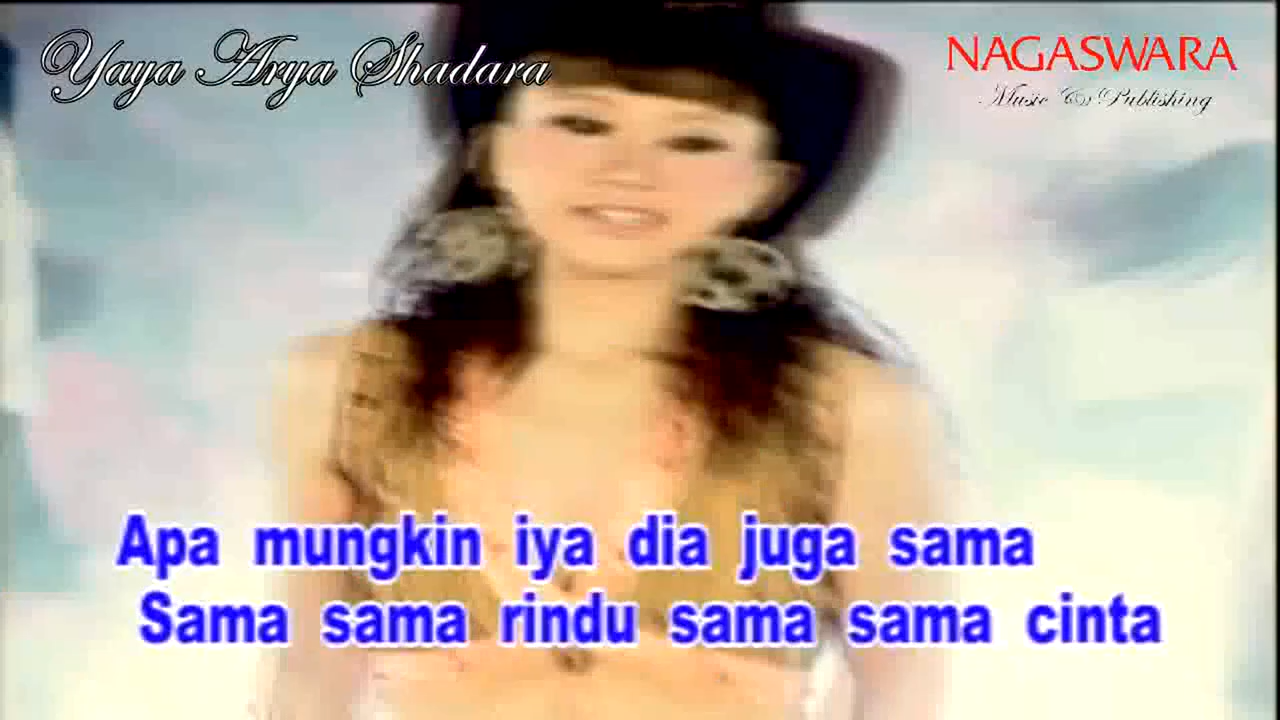 Yaya Arya Shadara
NAGASWARA
Music & Publishing
Apa mungkin iya dia juga sama
Sama sama rindu sama sama cinta